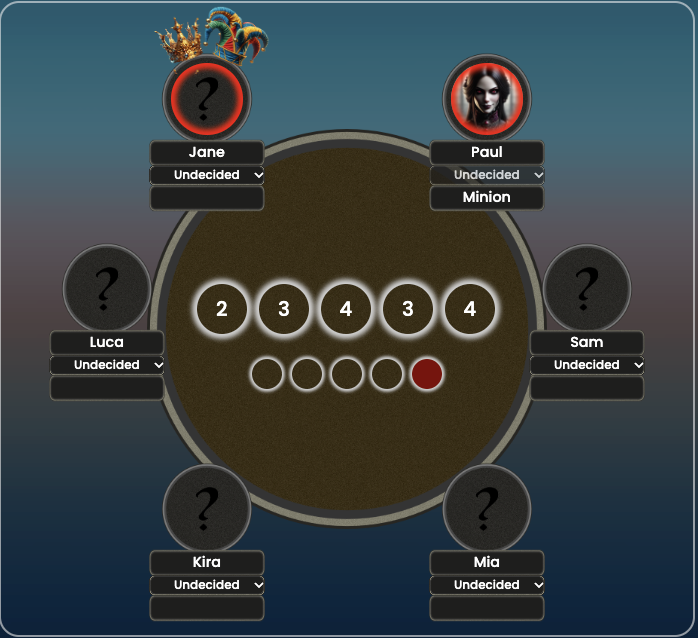 ?
Jane
Undecided
Paul
Undecided
Minion
?
Luca
Undecided
2 3 4 3 4
?
Sam
Undecided
?
Kira
Undecided
?
Mia
Undecided